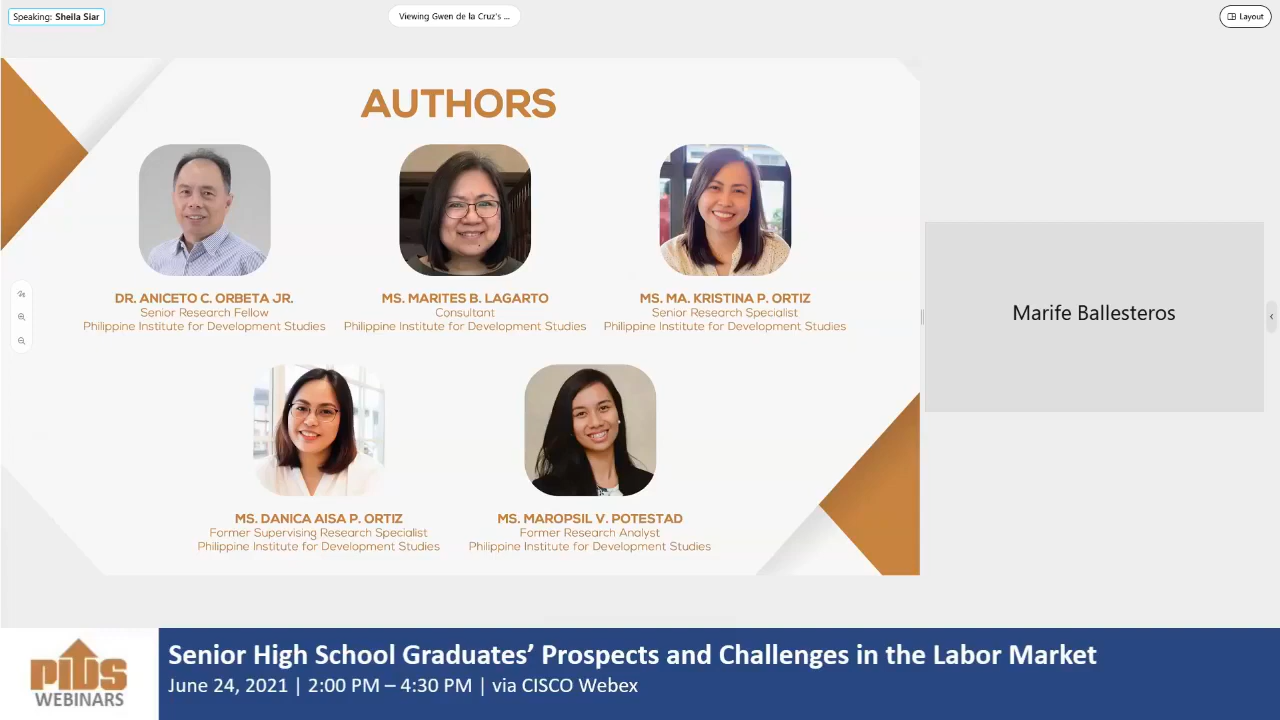 Speaking: Sheila Siar
Viewing Gwen de la Cruz's ...
Layout
AUTHORS
DR. ANICETO C. ORBETA JR.
Senior Research Fellow
Philippine Institute for Development Studies
MS. MARITES B. LAGARTO
Consultant
Philippine Institute for Development Studies
MS. MA. KRISTINA P. ORTIZ
Senior Research Specialist
Philippine Institute for Development Studies
MS. DANICA AISA P. ORTIZ
Former Supervising Research Specialist
Philippine Institute for Development Studies
MS. MAROPSIL V. POTESTAD
Former Research Analyst
Philippine Institute for Development Studies
Marife Ballesteros
PIDS
WEBINARS
Senior High School Graduates’ Prospects and Challenges in the Labor Market
June 24, 2021 | 2:00 PM – 4:30 PM | via CISCO Webex